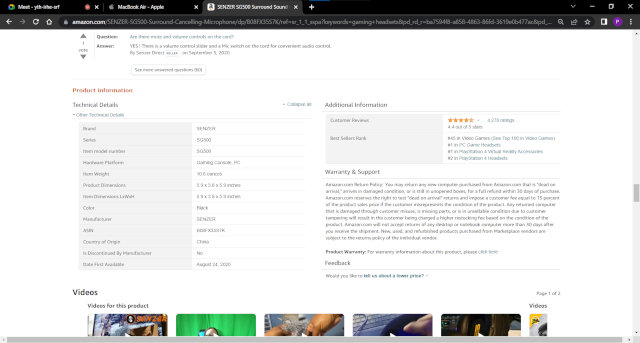 Meet - ytb-irhe-srf
MacBook Air - Apple
SENZER SG500 Surround Sound
amazon.com/SENZER-SG500-Surround-Cancelling-Microphone/dp/B08FX3SS7K/ref=sr_1_1_sspa?keywords=gaming+headsets&pd_rd_r=
Question: Are there mute and volume controls on the cord?
1
vote
Answer: YES ! There is a volume control slider and a Mic switch on the cord for convenient audio control.
By Senzer Direct SELLER on September 5, 2020
See more answered questions (60)
Product information
Technical Details
Collapse all
Other Technical Details
Brand SENZER
Series SG500
Item model number SG500
Hardware Platform Gaming Console, PC
Item Weight 10.6 ounces
Product Dimensions 5.9 x 3.8 x 5.9 inches
Item Dimensions LxWxH 5.9 x 3.8 x 5.9 inches
Color Black
Manufacturer SENZER
ASIN B08FX3SS7K
Country of Origin China
Is Discontinued By Manufacturer No
Date First Available August 24, 2020
Additional Information
Customer Reviews 4,278 ratings
4.4 out of 5 stars
Best Sellers Rank #45 in Video Games (See Top 100 in Video Games)
#1 in PC Game Headsets
#1 in PlayStation 4 Virtual Reality Accessories
in PlayStation 4 Headsets
Warranty & Support
Amazon.com Return Policy: You may return any new computer purchased from Amazon.com that is "dead on
arrival," arrives in damaged condition, or is still in unopened boxes, for a full refund within 30 days of purchase.
Amazon.com reserves the right to test "dead on arrival" returns and impose a customer fee equal to 15 percent
of the product sales price if the customer misrepresents the condition of the product. Any returned computer
that is damaged through customer misuse, is missing parts, or is in unsellable condition due to customer
tampering will result in the customer being charged a higher restocking fee based on the condition of the
product. Amazon.com will not accept returns of any desktop or notebook computer more than 30 days after
you receive the shipment. New, used, and refurbished products purchased from Marketplace vendors are
subject to the returns policy of the individual vendor.
Product Warranty: For warranty information about this product, please click here
Feedback
Would you like to tell us about a lower price?
Videos
Page 1 of 2
Videos for this product
Videos